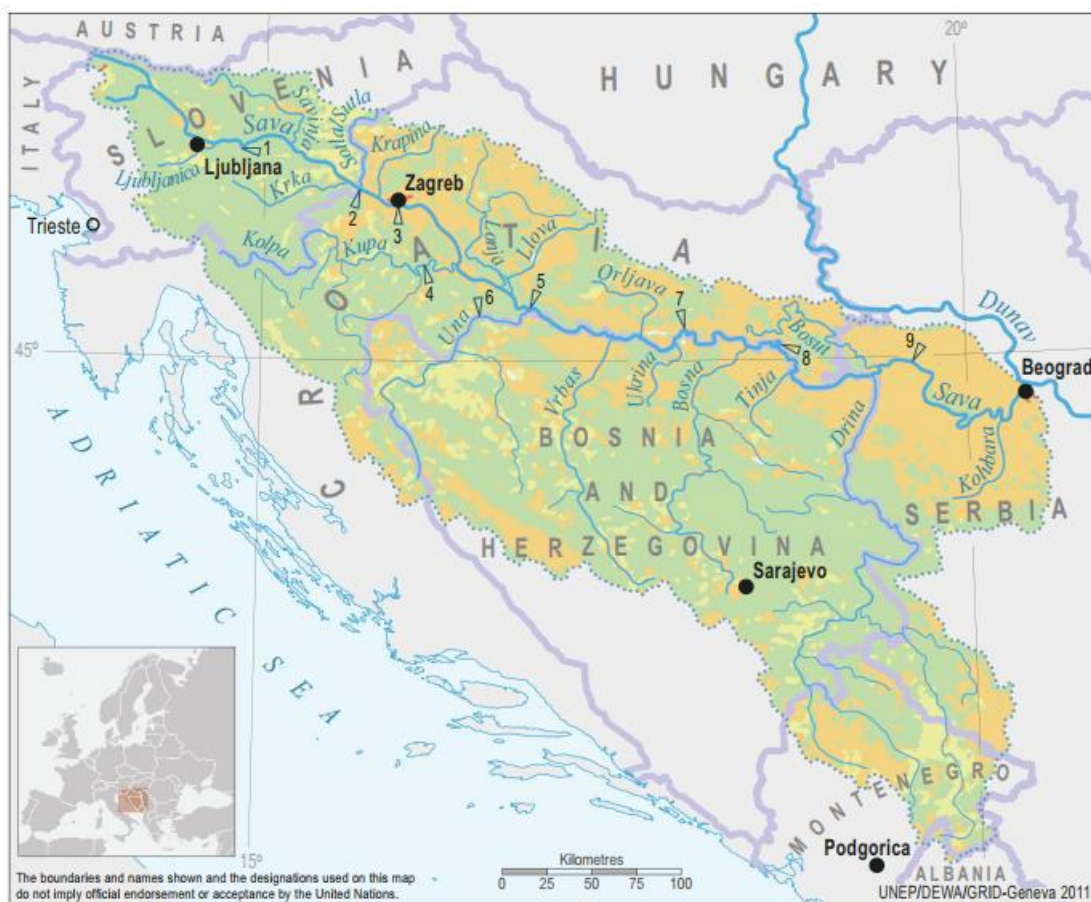 AUSTRIA
20°
HUNGARY
ITALY
SLOVENIA
Savinja
Sotla/Sutla
Sava
Krapina
1
Ljubljana
Ljubljanica
Krka
Zagreb
2
3
Trieste
Lonja
Llova
CROATIA
Kolpa
Kupa
4
Orljava
5
6
7
Dunav
Una
Bosut
9
45°
8
Beograd
Vrbas
Ukrina
Bosna
Tinja
Drina
Sava
Kolubara
BOSNIA
AND
HERZEGOVINA
SERBIA
Sarajevo
ADRIATIC SEA
MONTENEGRO
Podgorica
ALBANIA
15°
Kilometres
0 25 50 75 100
The boundaries and names shown and the designations used on this map
do not imply official endorsement or acceptance by the United Nations.
UNEP/DEWA/GRID-Geneva 2011